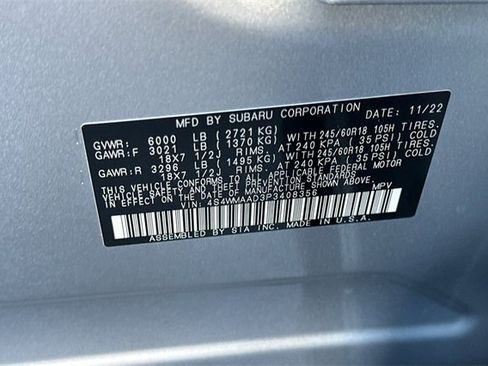 MFD BY SUBARU CORPORATION DATE: 11/22
GVWR: 6000 LB (2721 KG)
GAWR:F 3021 LB (1370 KG) WITH 245/60R18 105H TIRES.
18X7 1/2J RIMS. AT 240 KPA (35 PSI) COLD
GAWR:R 3296 LB (1495 KG) WITH 245/60R18 105H TIRES.
18X7 1/2J RIMS. AT 240 KPA (35 PSI) COLD
THIS VEHICLE CONFORMS TO ALL APPLICABLE FEDERAL MOTOR
VEHICLE SAFETY AND THEFT PREVENTION STANDARDS
IN EFFECT ON THE DATE OF MANUFACTURE SHOWN ABOVE.
VIN: 4S4WMAAD3P3408356 MPV
ASSEMBLED BY SIA INC. MADE IN U.S.A.